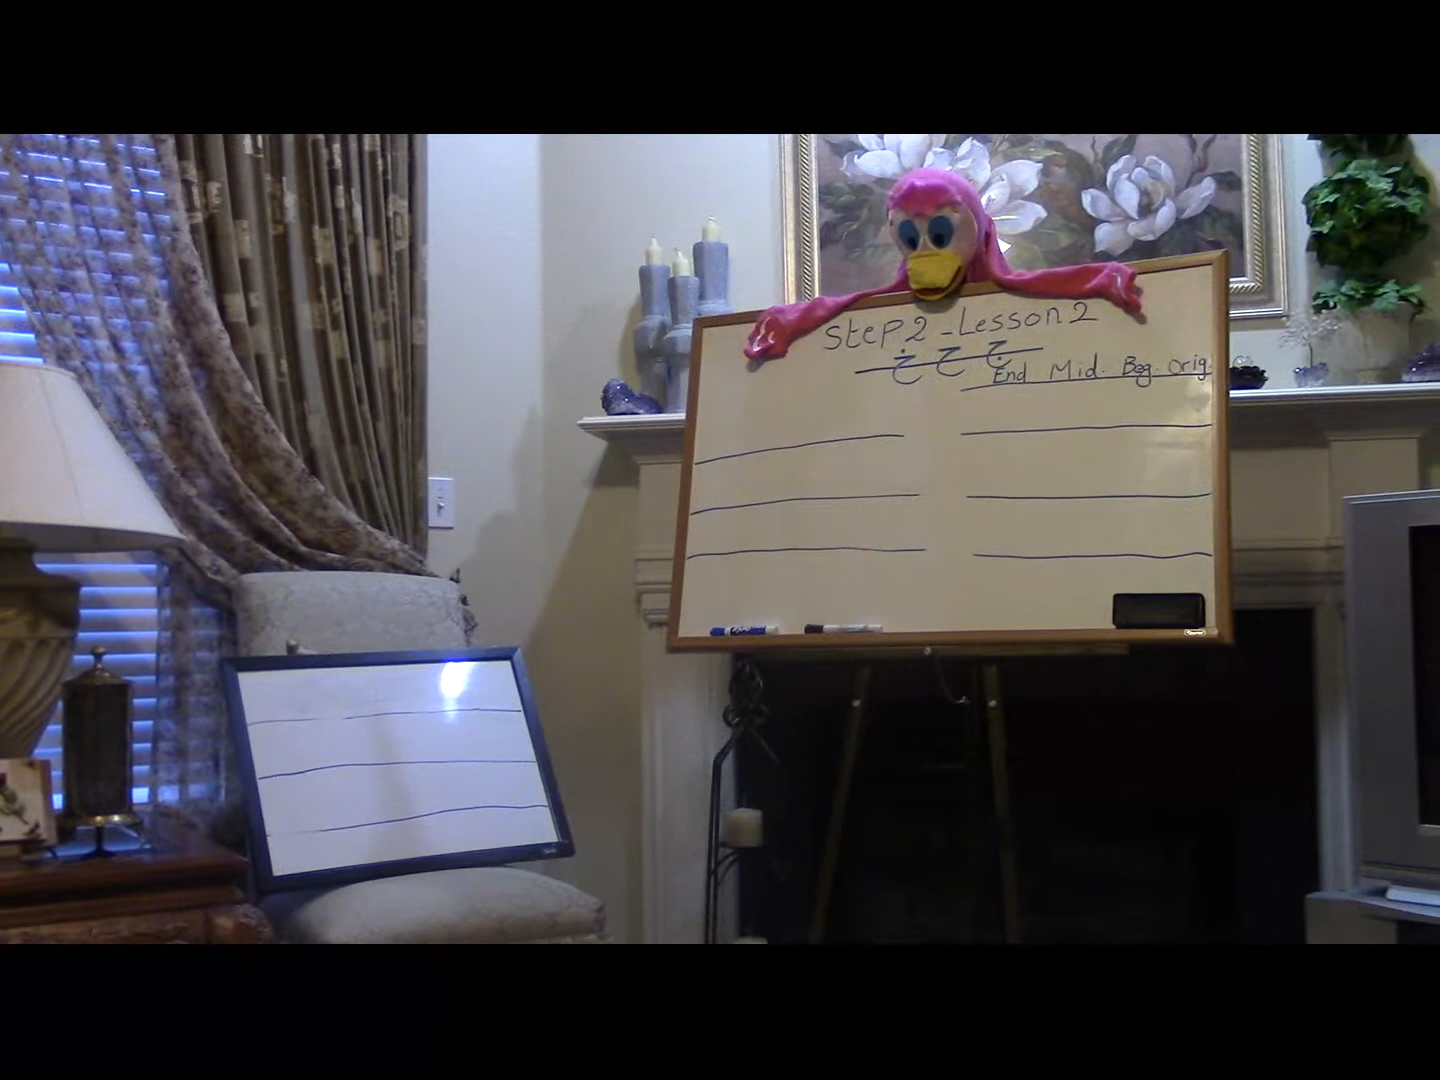 Step 2 - Lesson 2
ج ح خ
End Mid. Beg. Orig.